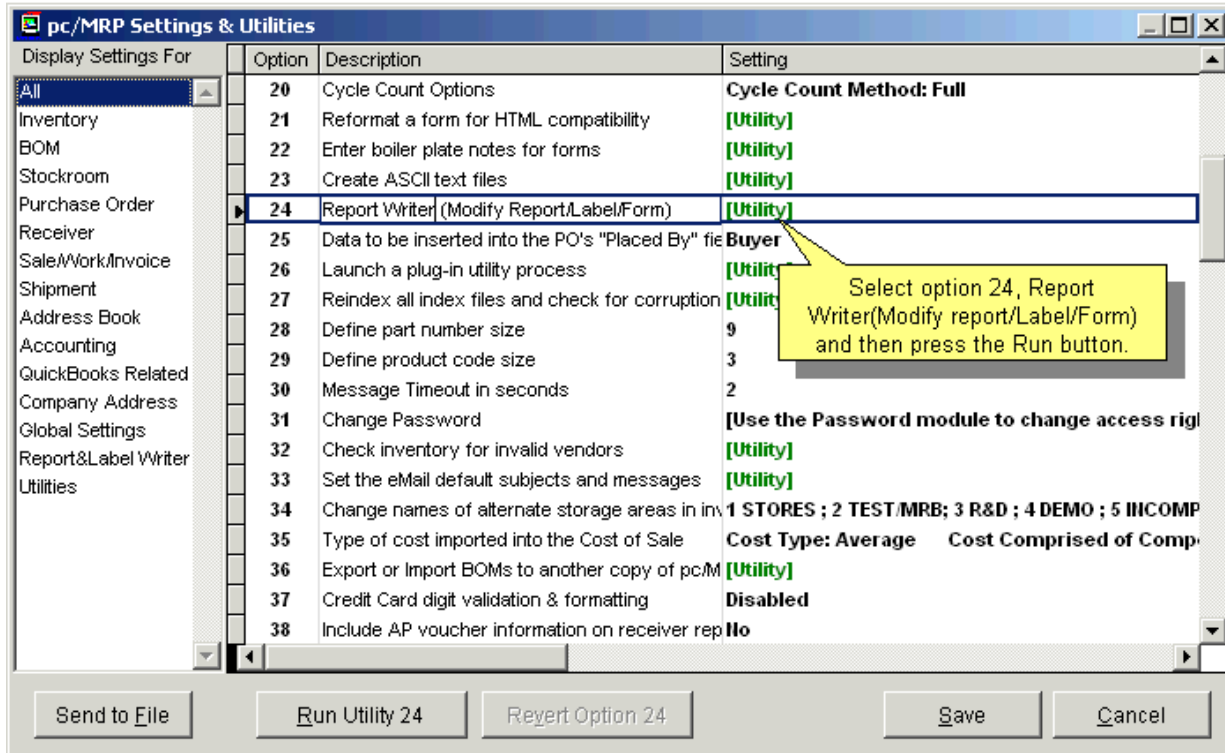 pc/MRP Settings & Utilities
Display Settings For
All
Inventory
BOM
Stockroom
Purchase Order
Receiver
Sale/Work/Invoice
Shipment
Address Book
Accounting
QuickBooks Related
Company Address
Global Settings
Report&Label Writer
Utilities
Option Description Setting
20 Cycle Count Options Cycle Count Method: Full
21 Reformat a form for HTML compatibility [Utility]
22 Enter boiler plate notes for forms [Utility]
23 Create ASCII text files [Utility]
24 Report Writer (Modify Report/Label/Form) [Utility]
25 Data to be inserted into the PO's "Placed By" fie Buyer
26 Launch a plug-in utility process [Utilit
27 Reindex all index files and check for corruption [Utilit
28 Define part number size 9
29 Define product code size 3
30 Message Timeout in seconds 2
31 Change Password [Use the Password module to change access rig
32 Check inventory for invalid vendors [Utility]
33 Set the eMail default subjects and messages [Utility]
34 Change names of alternate storage areas in inv 1 STORES ; 2 TEST/MRB; 3 R&D ; 4 DEMO ; 5 INCOMP
35 Type of cost imported into the Cost of Sale Cost Type: Average Cost Comprised of Comp
36 Export or Import BOMs to another copy of pc/M [Utility]
37 Credit Card digit validation & formatting Disabled
38 Include AP voucher information on receiver rep No
Select option 24, Report
Writer(Modify report/Label/Form)
and then press the Run button.
Send to File Run Utility 24 Revert Option 24 Save Cancel